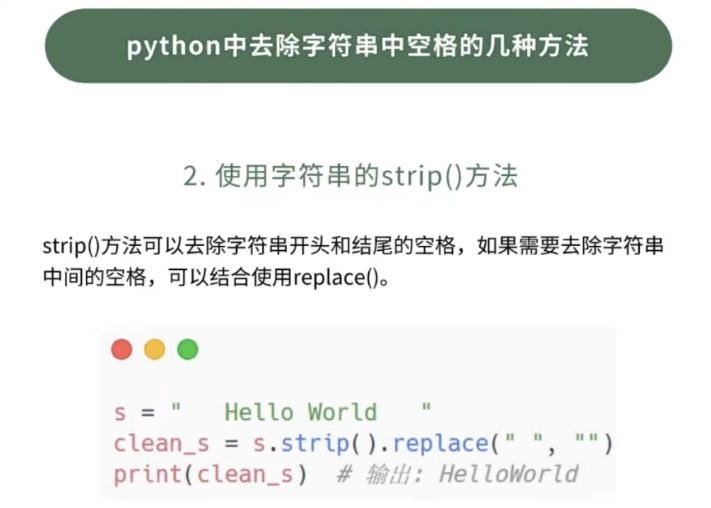 python中去除字符串中空格的几种方法
2. 使用字符串的strip()方法
strip()方法可以去除字符串开头和结尾的空格，如果需要去除字符串
中间的空格，可以结合使用replace()。
s = "   Hello World   "
clean_s = s.strip().replace(" ", "")
print(clean_s)  # 输出: HelloWorld